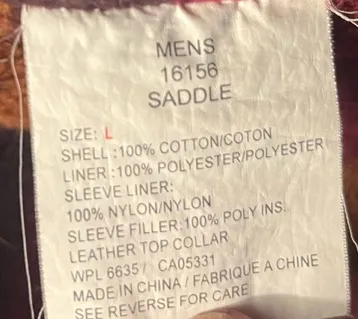 MENS
16156
SADDLE
SIZE: L
SHELL :100% COTTON/COTON
LINER :100% POLYESTER/POLYESTER
SLEEVE LINER:
100% NYLON/NYLON
SLEEVE FILLER:100% POLY INS.
LEATHER TOP COLLAR
WPL 6635/ CA05331
MADE IN CHINA / FABRIQUE A CHINE
SEE REVERSE FOR CARE